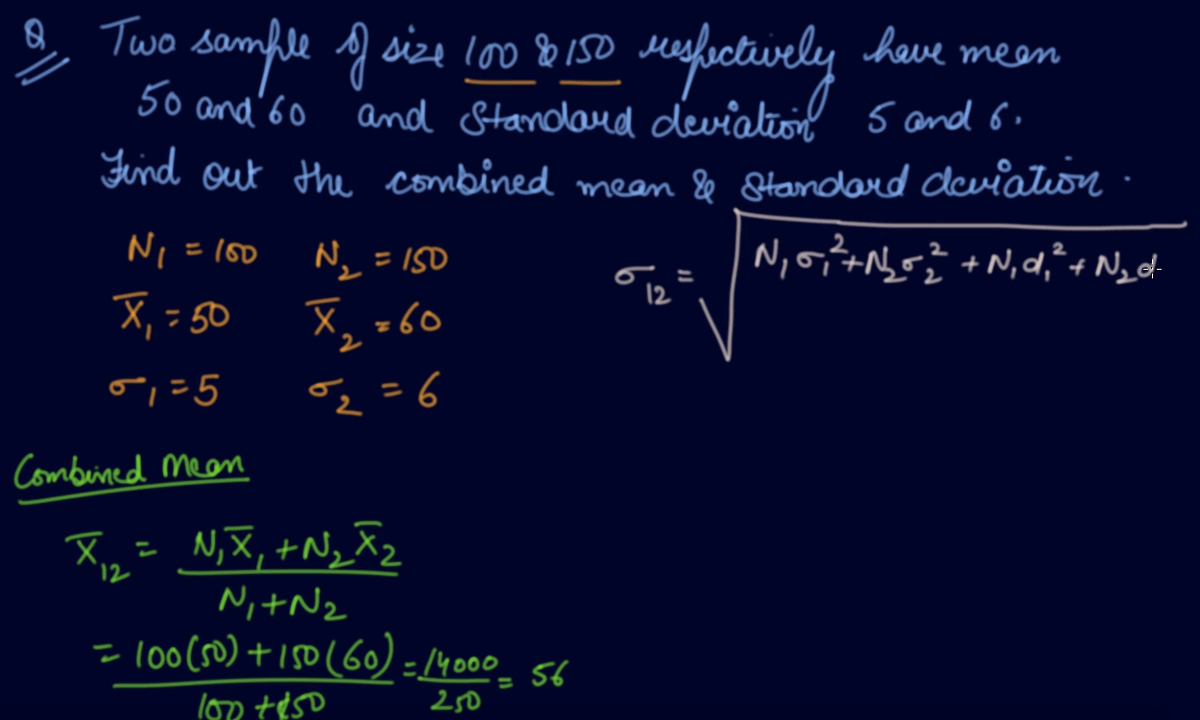 Q Two sample of size 100 & 150 respectively have mean
50 and 60 and standard deviation 5 and 6.
Find out the combined mean & standard deviation.
N₁ = 100 N₂ = 150
X̅₁ = 50 X̅₂ = 60
σ₁ = 5 σ₂ = 6
σ₁₂ = √(N₁σ₁² + N₂σ₂² + N₁d₁² + N₂d
Combined Mean
X̅₁₂ = (N₁X̅₁ + N₂X̅₂) / (N₁ + N₂)
= (100(50) + 150(60)) / (100 + 150) = 14000 / 250 = 56